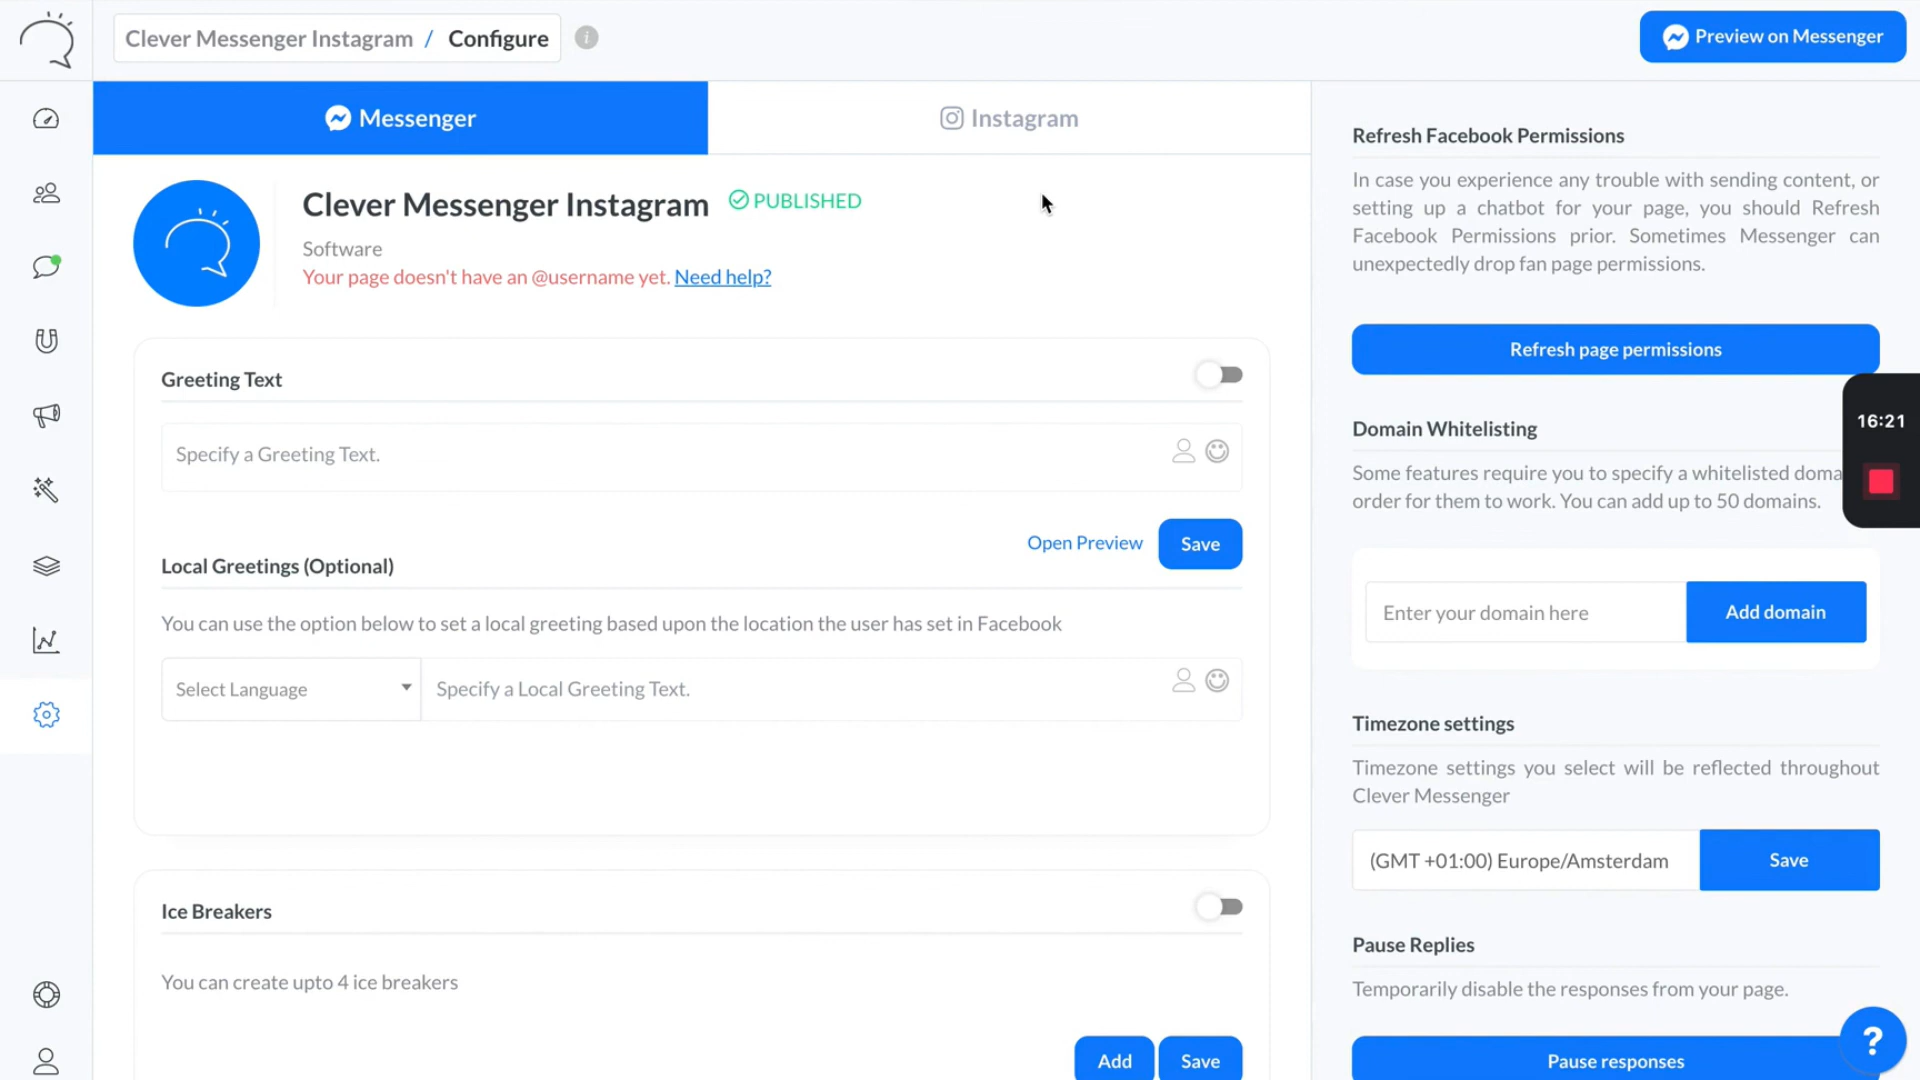 Clever Messenger Instagram / Configure
i
Preview on Messenger
Messenger
Instagram
Clever Messenger Instagram
PUBLISHED
Software
Your page doesn't have an @username yet. Need help?
Greeting Text
Specify a Greeting Text.
Open Preview
Save
Local Greetings (Optional)
You can use the option below to set a local greeting based upon the location the user has set in Facebook
Select Language
Specify a Local Greeting Text.
Ice Breakers
You can create upto 4 ice breakers
Add
Save
Refresh Facebook Permissions
In case you experience any trouble with sending content, or
setting up a chatbot for your page, you should Refresh
Facebook Permissions prior. Sometimes Messenger can
unexpectedly drop fan page permissions.
Refresh page permissions
16:21
Domain Whitelisting
Some features require you to specify a whitelisted doma
order for them to work. You can add up to 50 domains.
Enter your domain here
Add domain
Timezone settings
Timezone settings you select will be reflected throughout
Clever Messenger
(GMT +01:00) Europe/Amsterdam
Save
Pause Replies
Temporarily disable the responses from your page.
Pause responses
?